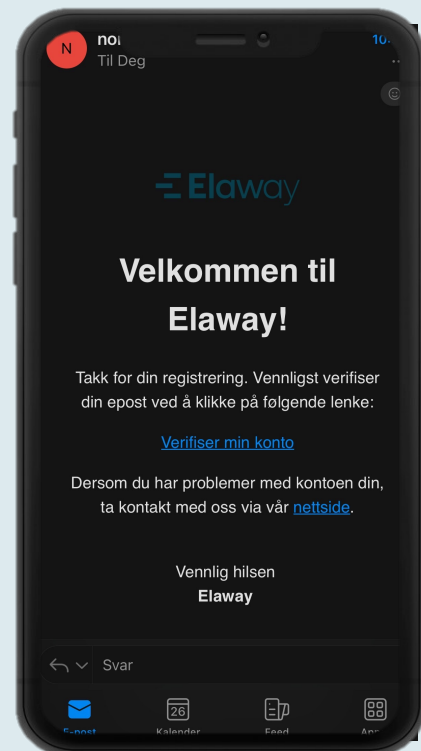 N
Til Deg
Elaway
Velkommen til
Elaway!
Takk for din registrering. Vennligst verifiser
din epost ved å klikke på følgende lenke:
Verifiser min konto
Dersom du har problemer med kontoen din,
ta kontakt med oss via vår nettside.
Vennlig hilsen
Elaway
Svar
26
E-post Kalender Feed